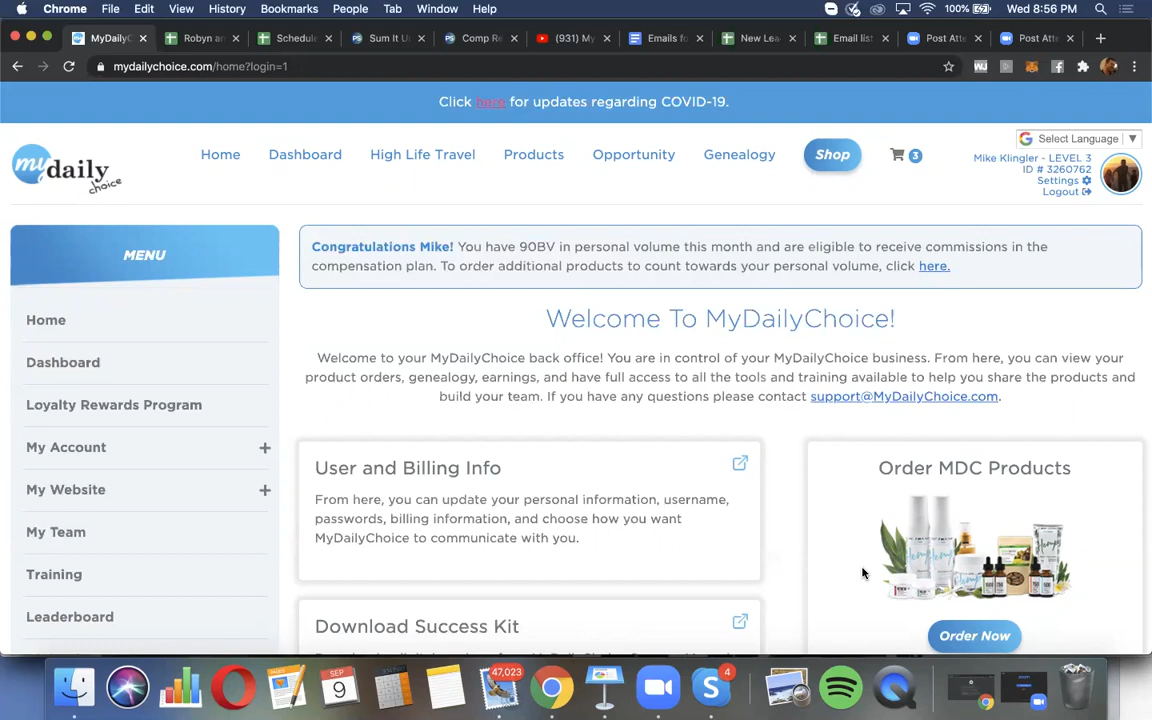 Chrome File Edit View History Bookmarks People Tab Window Help 100% Wed 8:56 PM
MyDailyC Robyn an Schedule Sum It U Comp Re (931) My Emails fo New Lea Email list Post Atte Post Atte
mydailychoice.com/home?login=1
Click here for updates regarding COVID-19.
Select Language
my daily choice
Home Dashboard High Life Travel Products Opportunity Genealogy Shop 3
Mike Klingler - LEVEL 3
ID # 3260762
Settings
Logout
MENU
Home
Dashboard
Loyalty Rewards Program
My Account +
My Website +
My Team
Training
Leaderboard
Congratulations Mike! You have 90BV in personal volume this month and are eligible to receive commissions in the
compensation plan. To order additional products to count towards your personal volume, click here.
Welcome To MyDailyChoice!
Welcome to your MyDailyChoice back office! You are in control of your MyDailyChoice business. From here, you can view your
product orders, genealogy, earnings, and have full access to all the tools and training available to help you share the products and
build your team. If you have any questions please contact support@MyDailyChoice.com.
User and Billing Info
From here, you can update your personal information, username,
passwords, billing information, and choose how you want
MyDailyChoice to communicate with you.
Download Success Kit
Order MDC Products
Order Now
SEP
9
47,023
4